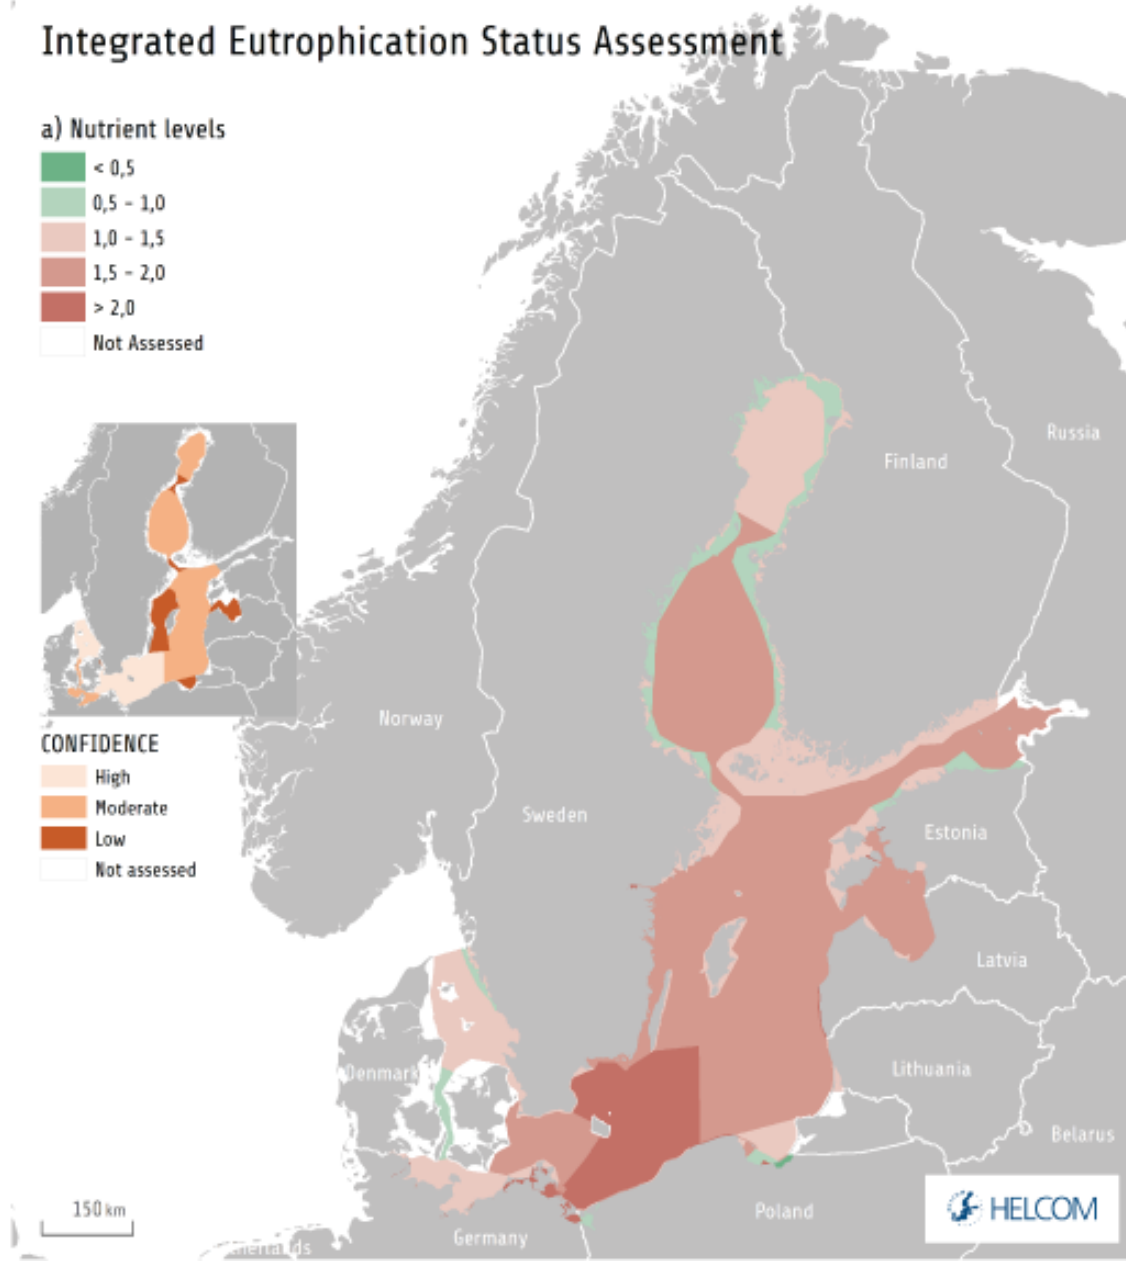 Integrated Eutrophication Status Assessment
a) Nutrient levels
< 0,5
0,5 - 1,0
1,0 - 1,5
1,5 - 2,0
> 2,0
Not Assessed
Russia
Finland
Norway
CONFIDENCE
High
Moderate
Low
Not assessed
Sweden
Estonia
Latvia
Denmark
Lithuania
Belarus
150 km
Poland
HELCOM
Germany